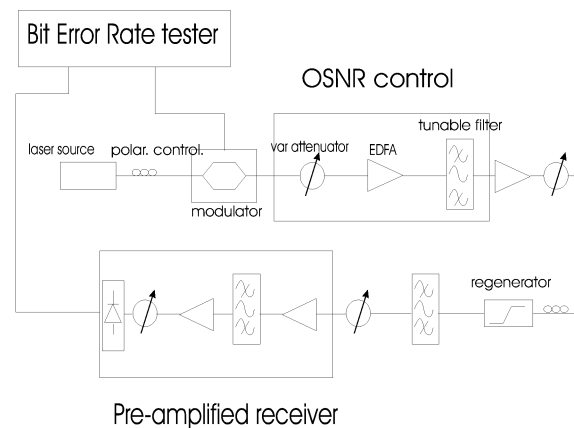 Bit Error Rate tester
OSNR control
tunable filter
laser source
polar. control.
var attenuator
EDFA
modulator
regenerator
Pre-amplified receiver